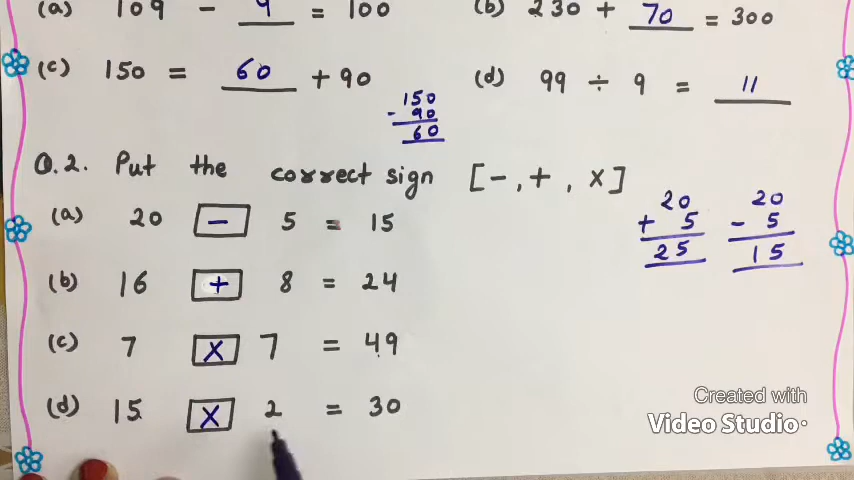 (a) 109 - 9 = 100 (b) 230 + 70 = 300
(c) 150 = 60 + 90 (d) 99 ÷ 9 = 11
150
- 90
60
Q.2. Put the correct sign [-, +, x]
(a) 20 - 5 = 15
20
+ 5
25
20
- 5
15
(b) 16 + 8 = 24
(c) 7 x 7 = 49
(d) 15 x 2 = 30
Created with
Video Studio